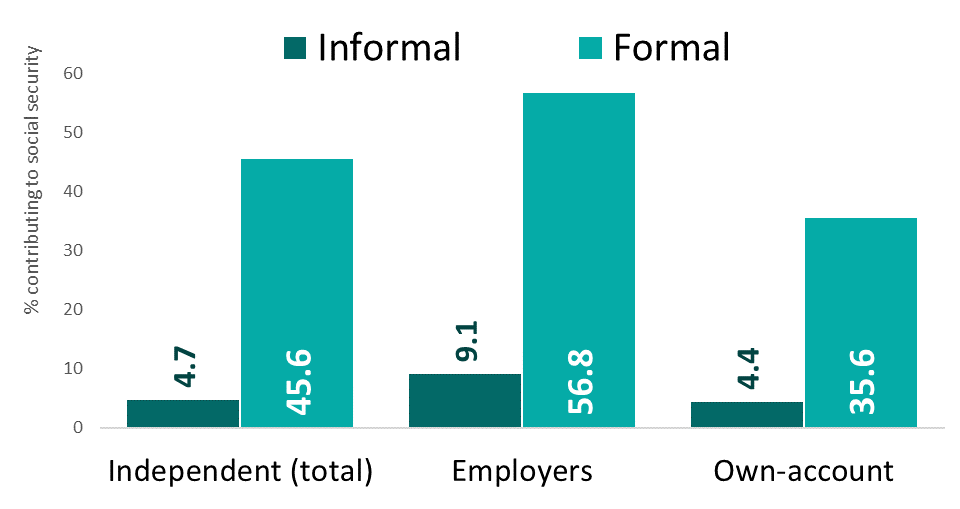 Informal
Formal
% contributing to social security
60
50
40
30
20
10
0
4.7
45.6
9.1
56.8
4.4
35.6
Independent (total)
Employers
Own-account